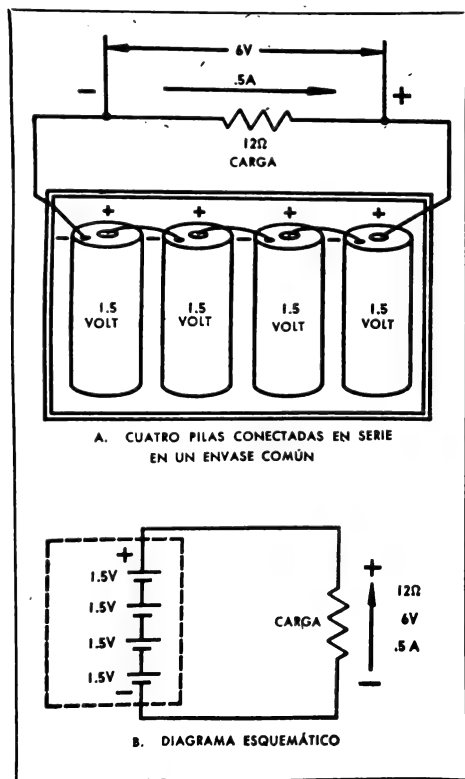 6V
.5A
- +
12Ω
CARGA
+ + + +
- - - -
1.5 VOLT
1.5 VOLT
1.5 VOLT
1.5 VOLT
A. CUATRO PILAS CONECTADAS EN SERIE
EN UN ENVASE COMÚN
+
1.5V
1.5V
1.5V
1.5V
-
CARGA
+
12Ω
6V
.5 A
-
B. DIAGRAMA ESQUEMÁTICO